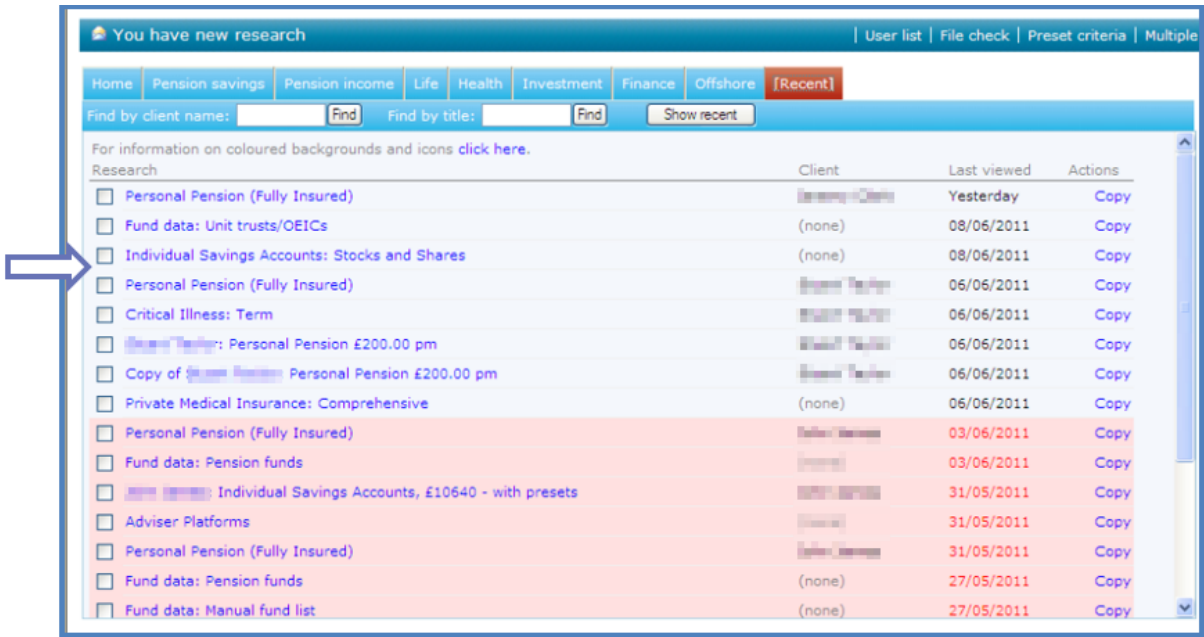 You have new research | User list | File check | Preset criteria | Multiple
Home Pension savings Pension income Life Health Investment Finance Offshore [Recent]
Find by client name: Find Find by title: Find Show recent
For information on coloured backgrounds and icons click here.
Research Client Last viewed Actions
Personal Pension (Fully Insured) Yesterday Copy
Fund data: Unit trusts/OEICs (none) 08/06/2011 Copy
Individual Savings Accounts: Stocks and Shares (none) 08/06/2011 Copy
Personal Pension (Fully Insured) 06/06/2011 Copy
Critical Illness: Term 06/06/2011 Copy
: Personal Pension £200.00 pm 06/06/2011 Copy
Copy of Personal Pension £200.00 pm 06/06/2011 Copy
Private Medical Insurance: Comprehensive (none) 06/06/2011 Copy
Personal Pension (Fully Insured) 03/06/2011 Copy
Fund data: Pension funds 03/06/2011 Copy
Individual Savings Accounts, £10640 - with presets 31/05/2011 Copy
Adviser Platforms 31/05/2011 Copy
Personal Pension (Fully Insured) 31/05/2011 Copy
Fund data: Pension funds (none) 27/05/2011 Copy
Fund data: Manual fund list (none) 27/05/2011 Copy